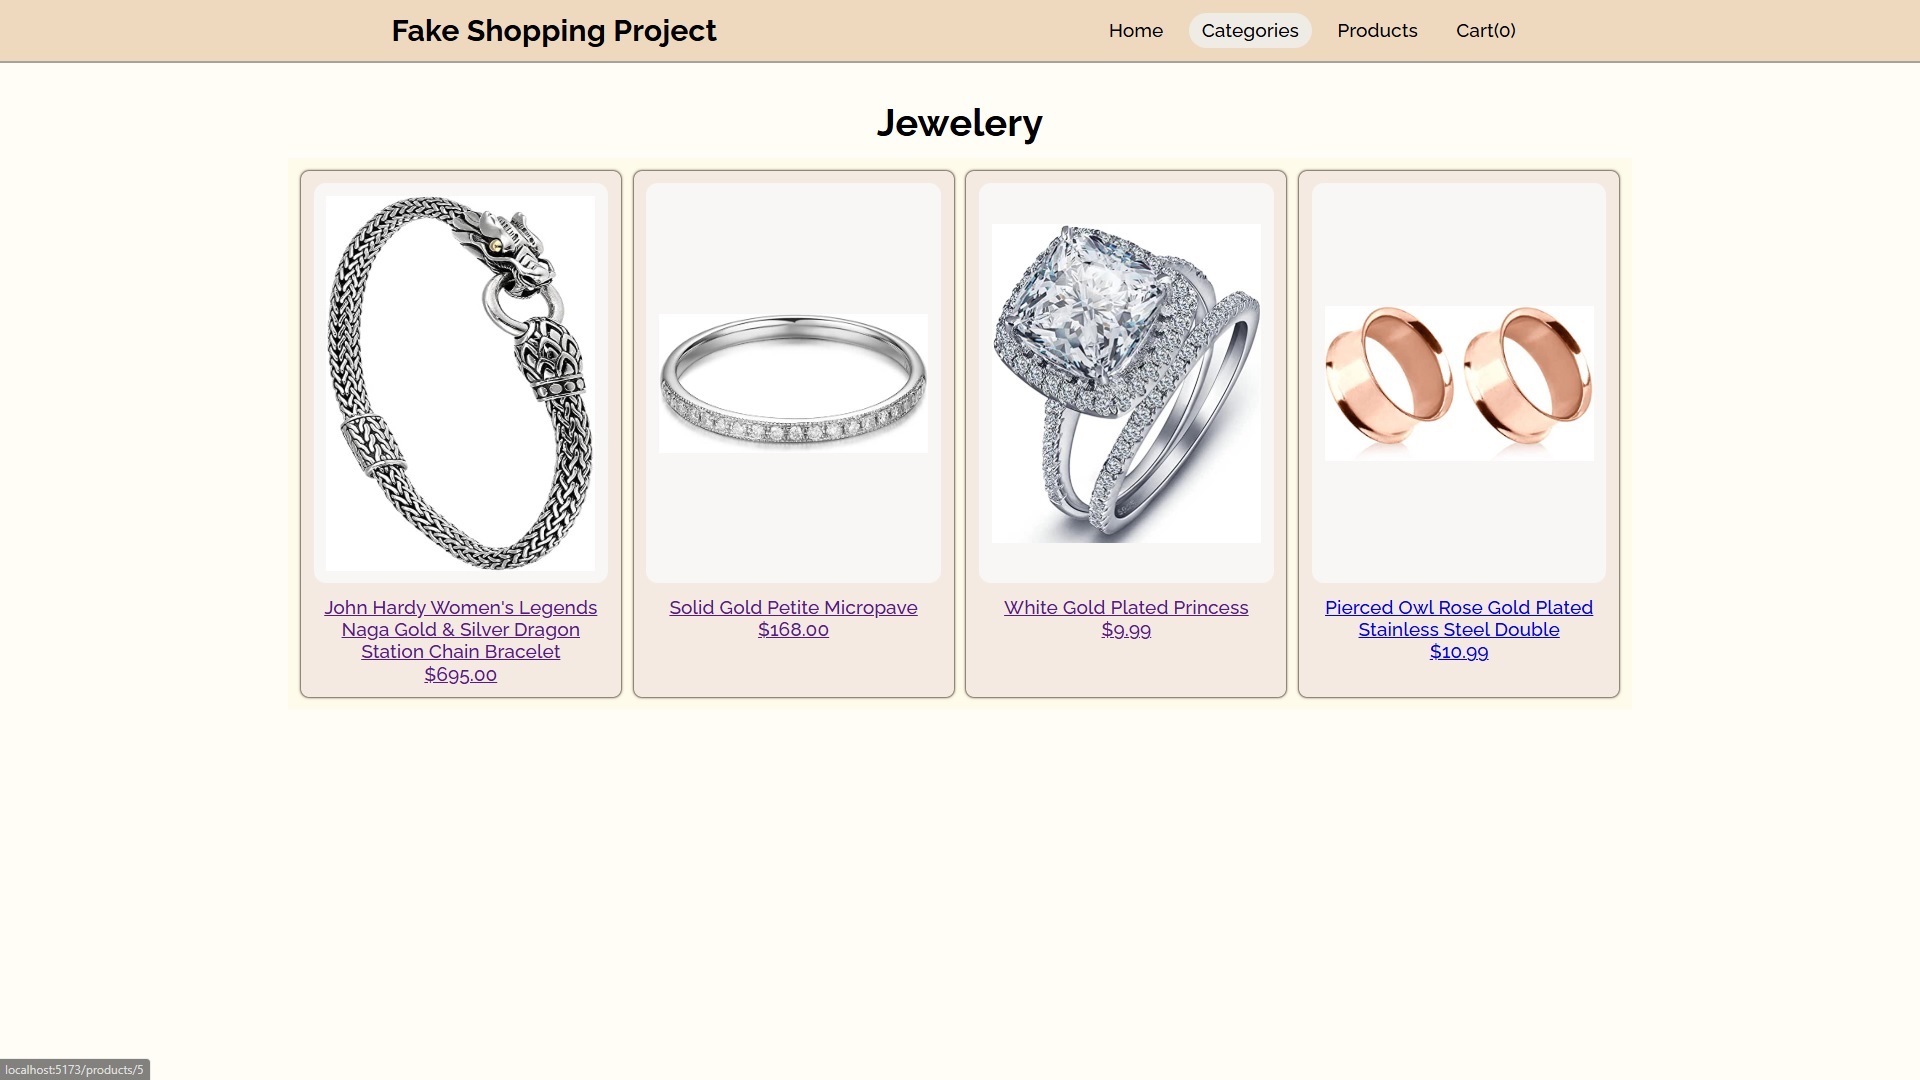 Fake Shopping Project
Home
Categories
Products
Cart(0)
Jewelery
John Hardy Women's Legends
Naga Gold & Silver Dragon
Station Chain Bracelet
$695.00
Solid Gold Petite Micropave
$168.00
White Gold Plated Princess
$9.99
Pierced Owl Rose Gold Plated
Stainless Steel Double
$10.99
localhost:5173/products/5